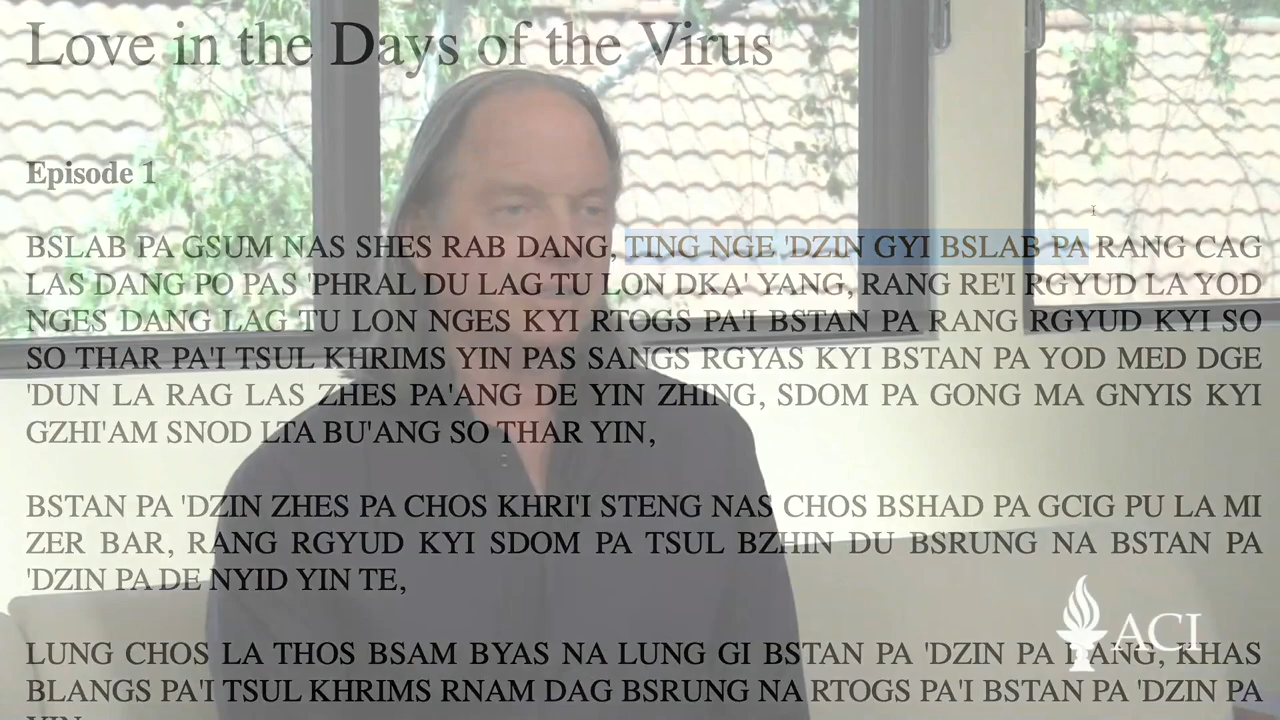 Love in the Days of the Virus
Episode 1
BSLAB PA GSUM NAS SHES RAB DANG, TING NGE 'DZIN GYI BSLAB PA RANG CAG
LAS DANG PO PAS 'PHRAL DU LAG TU LON DKA' YANG, RANG RE'I RGYUD LA YOD
NGES DANG LAG TU LON NGES KYI RTOGS PA'I BSTAN PA RANG RGYUD KYI SO
SO THAR PA'I TSUL KHRIMS YIN PAS SANGS RGYAS KYI BSTAN PA YOD MED DGE
'DUN LA RAG LAS ZHES PA'ANG DE YIN ZHING, SDOM PA GONG MA GNYIS KYI
GZHI'AM SNOD LTA BU'ANG SO THAR YIN,
BSTAN PA 'DZIN ZHES PA CHOS KHRI'I STENG NAS CHOS BSHAD PA GCIG PU LA MI
ZER BAR, RANG RGYUD KYI SDOM PA TSUL BZHIN DU BSRUNG NA BSTAN PA
'DZIN PA DE NYID YIN TE,
LUNG CHOS LA THOS BSAM BYAS NA LUNG GI BSTAN PA 'DZIN PA DANG, KHAS
BLANGS PA'I TSUL KHRIMS RNAM DAG BSRUNG NA RTOGS PA'I BSTAN PA 'DZIN PA
ACI